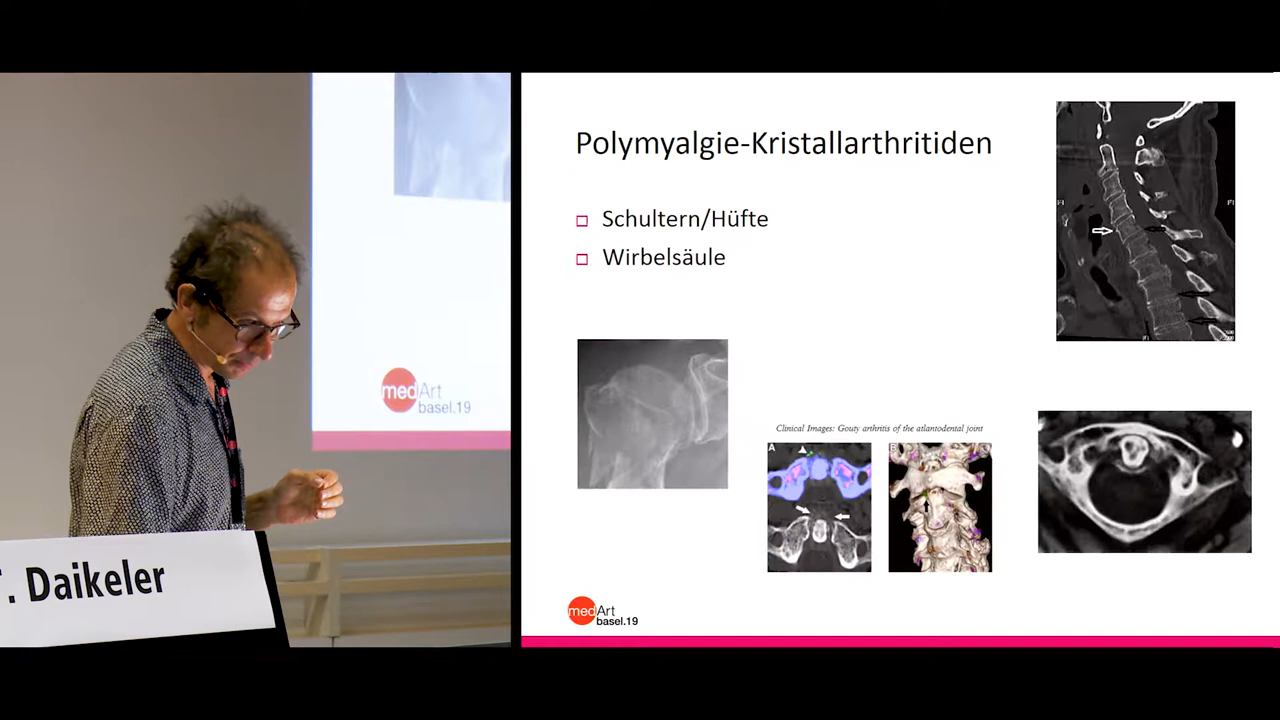 medArt
basel.19
T. Daikeler
Polymyalgie-Kristallarthritiden
Schultern/Hüfte
Wirbelsäule
Clinical Images: Gouty arthritis of the atlantodental joint
A
B
medArt
basel.19